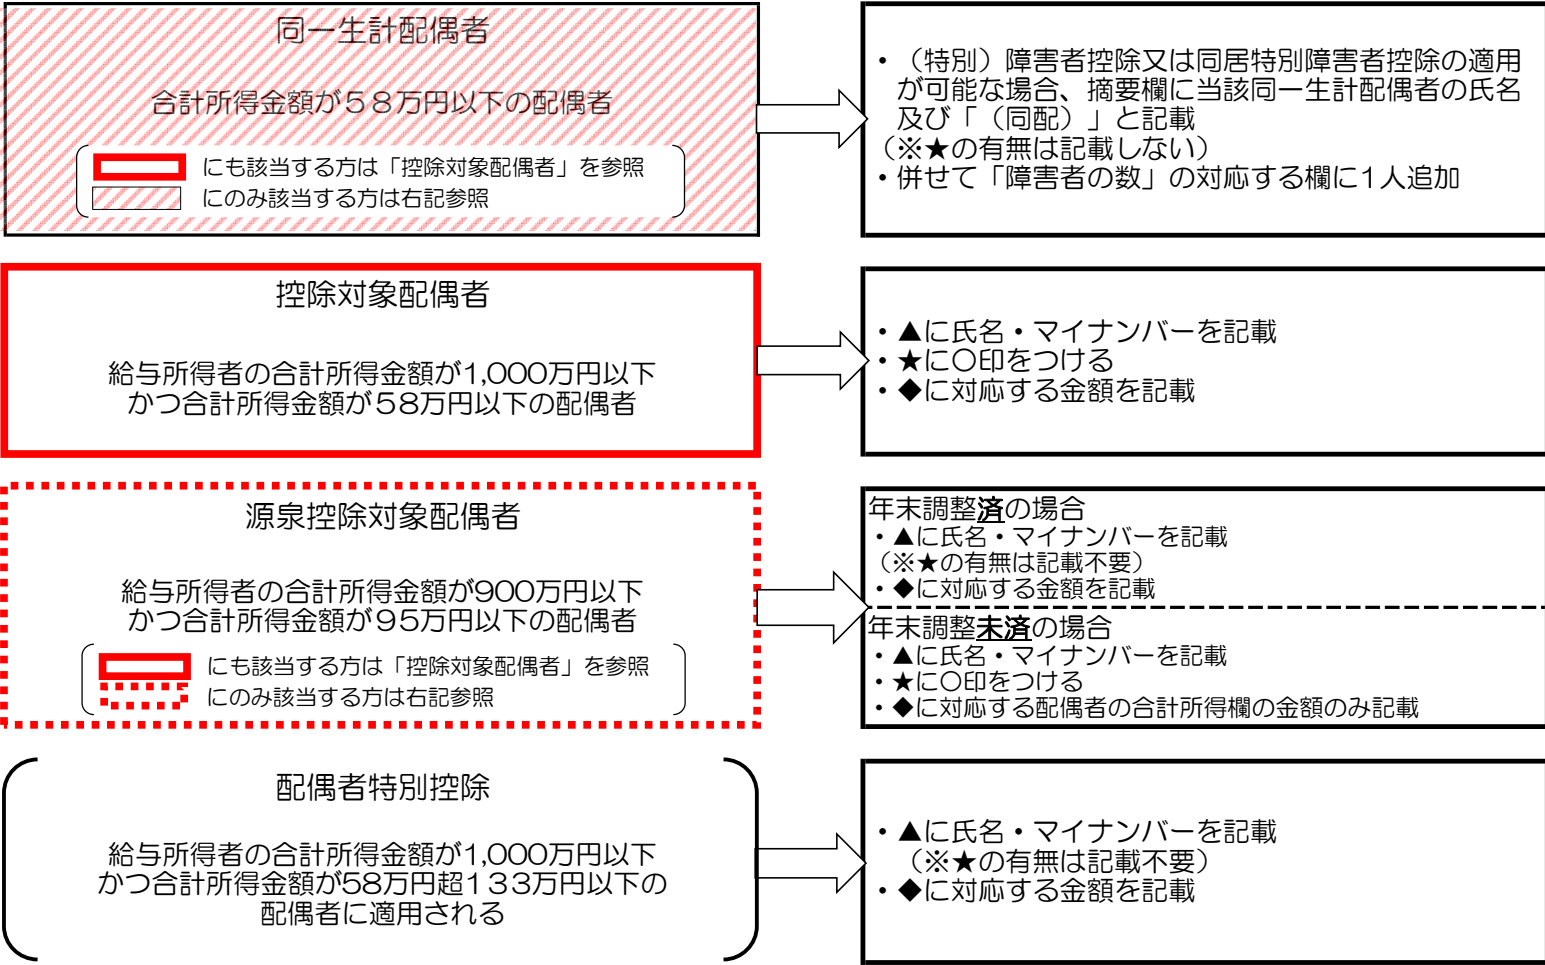 同一生計配偶者
合計所得金額が５８万円以下の配偶者
にも該当する方は「控除対象配偶者」を参照
にのみ該当する方は右記参照
・（特別）障害者控除又は同居特別障害者控除の適用
が可能な場合、摘要欄に当該同一生計配偶者の氏名
及び「（同配）」と記載
（※★の有無は記載しない）
・併せて「障害者の数」の対応する欄に1人追加
控除対象配偶者
給与所得者の合計所得金額が1,000万円以下
かつ合計所得金額が58万円以下の配偶者
・▲に氏名・マイナンバーを記載
・★に〇印をつける
・◆に対応する金額を記載
源泉控除対象配偶者
給与所得者の合計所得金額が900万円以下
かつ合計所得金額が９５万円以下の配偶者
にも該当する方は「控除対象配偶者」を参照
にのみ該当する方は右記参照
年末調整済の場合
・▲に氏名・マイナンバーを記載
（※★の有無は記載不要）
・◆に対応する金額を記載
年末調整未済の場合
・▲に氏名・マイナンバーを記載
・★に〇印をつける
・◆に対応する配偶者の合計所得欄の金額のみ記載
配偶者特別控除
給与所得者の合計所得金額が1,000万円以下
かつ合計所得金額が58万円超１３３万円以下の
配偶者に適用される
・▲に氏名・マイナンバーを記載
（※★の有無は記載不要）
・◆に対応する金額を記載